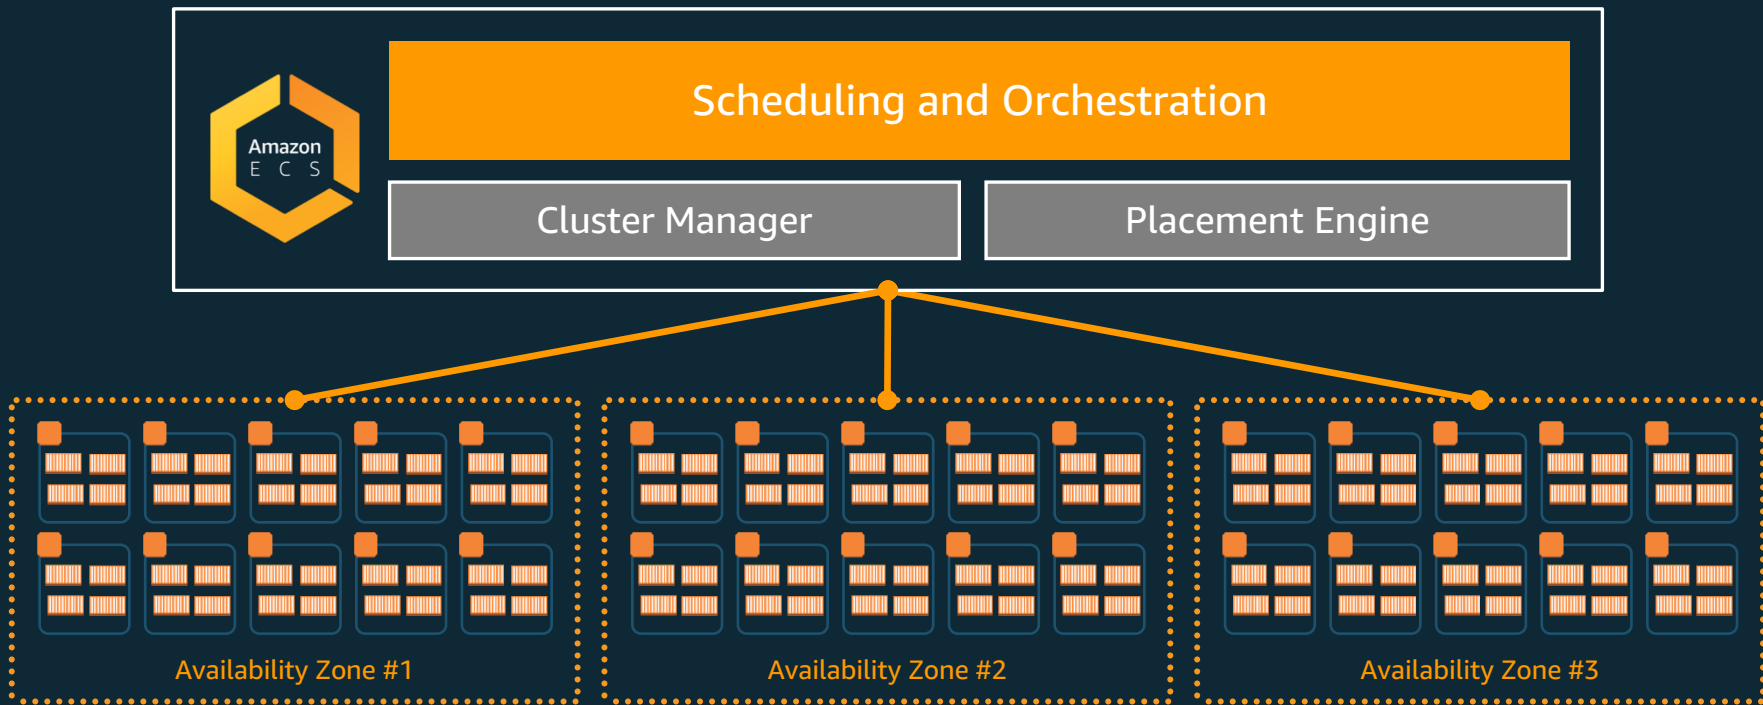 Scheduling and Orchestration
Amazon
E C S
Cluster Manager
Placement Engine
Availability Zone #1
Availability Zone #2
Availability Zone #3